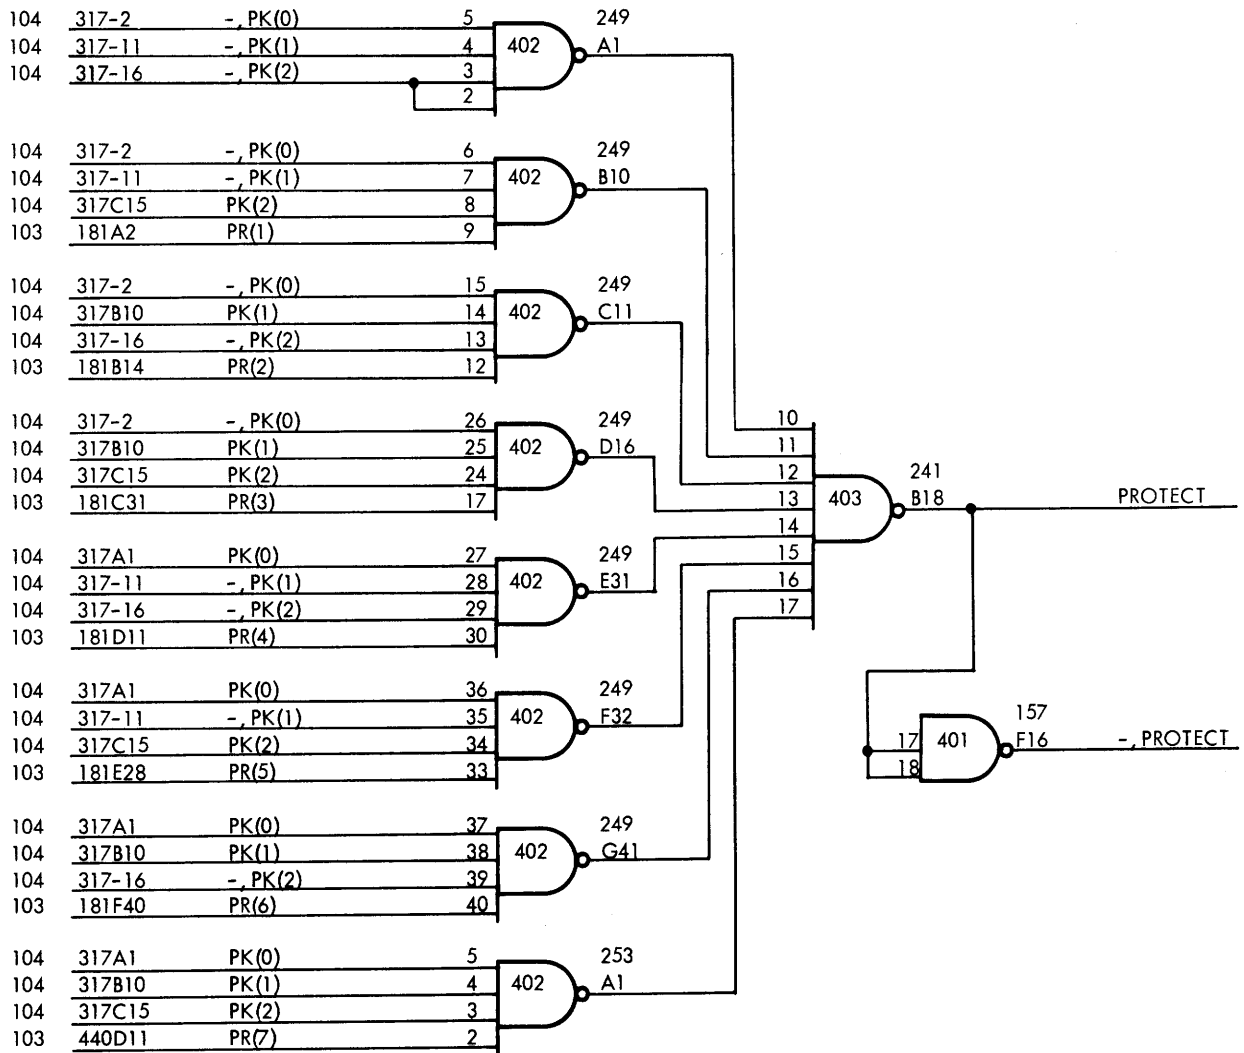 104 317-2 -, PK(0) 5 249
104 317-11 -, PK(1) 4 402 A1
104 317-16 -, PK(2) 3
2
104 317-2 -, PK(0) 6 249
104 317-11 -, PK(1) 7 402 B10
104 317C15 PK(2) 8
103 181A2 PR(1) 9
104 317-2 -, PK(0) 15 249
104 317B10 PK(1) 14 402 C11
104 317-16 -, PK(2) 13
103 181B14 PR(2) 12
104 317-2 -, PK(0) 26 249
104 317B10 PK(1) 25 402 D16
104 317C15 PK(2) 24
103 181C31 PR(3) 17
10
11
12
13
14
15
16
17
403
241
B18 PROTECT
104 317A1 PK(0) 27 249
104 317-11 -, PK(1) 28 402 E31
104 317-16 -, PK(2) 29
103 181D11 PR(4) 30
104 317A1 PK(0) 36 249
104 317-11 -, PK(1) 35 402 F32
104 317C15 PK(2) 34
103 181E28 PR(5) 33
157
17 401 F16 -, PROTECT
18
104 317A1 PK(0) 37 249
104 317B10 PK(1) 38 402 G41
104 317-16 -, PK(2) 39
103 181F40 PR(6) 40
104 317A1 PK(0) 5 253
104 317B10 PK(1) 4 402 A1
104 317C15 PK(2) 3
103 440D11 PR(7) 2